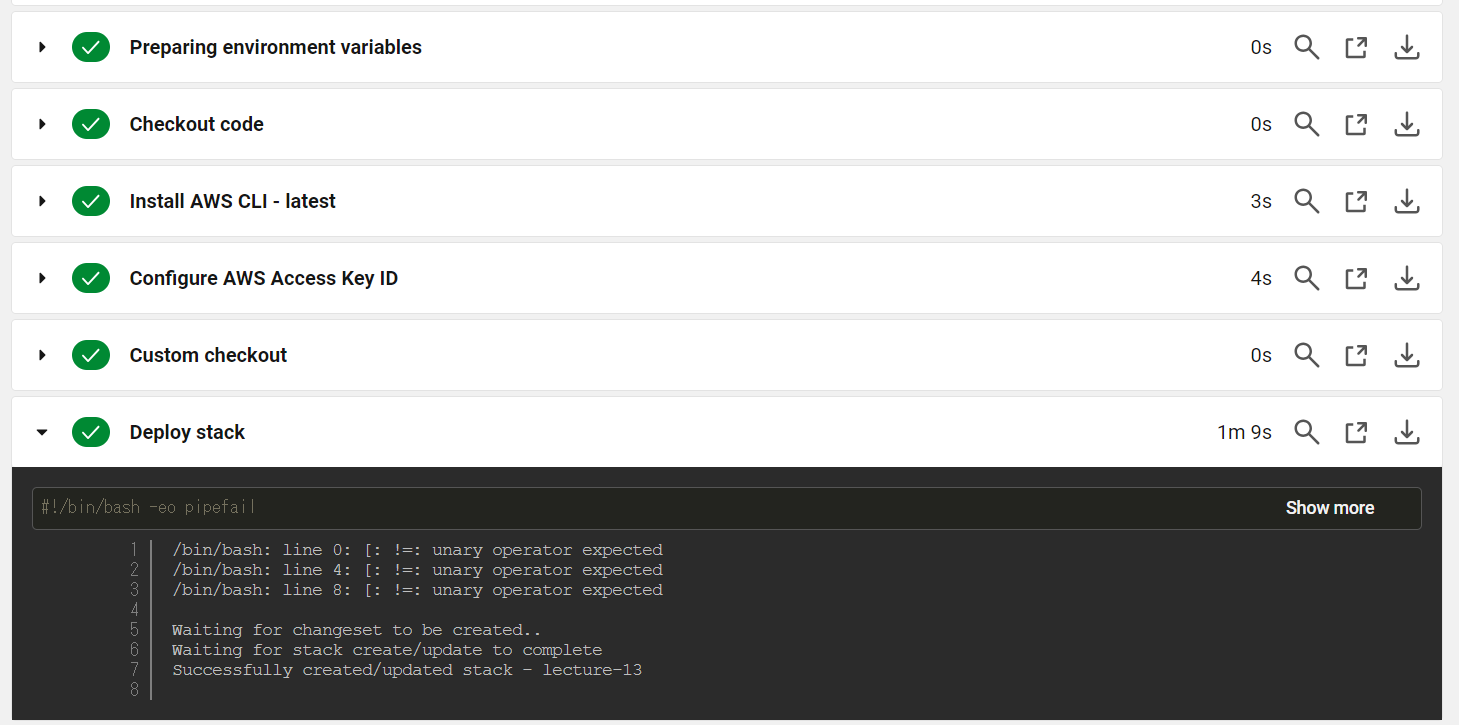 Preparing environment variables 0s
Checkout code 0s
Install AWS CLI - latest 3s
Configure AWS Access Key ID 4s
Custom checkout 0s
Deploy stack 1m 9s
#!/bin/bash -eo pipefail Show more
1 /bin/bash: line 0: [: !=: unary operator expected
2 /bin/bash: line 4: [: !=: unary operator expected
3 /bin/bash: line 8: [: !=: unary operator expected
4
5 Waiting for changeset to be created..
6 Waiting for stack create/update to complete
7 Successfully created/updated stack - lecture-13
8